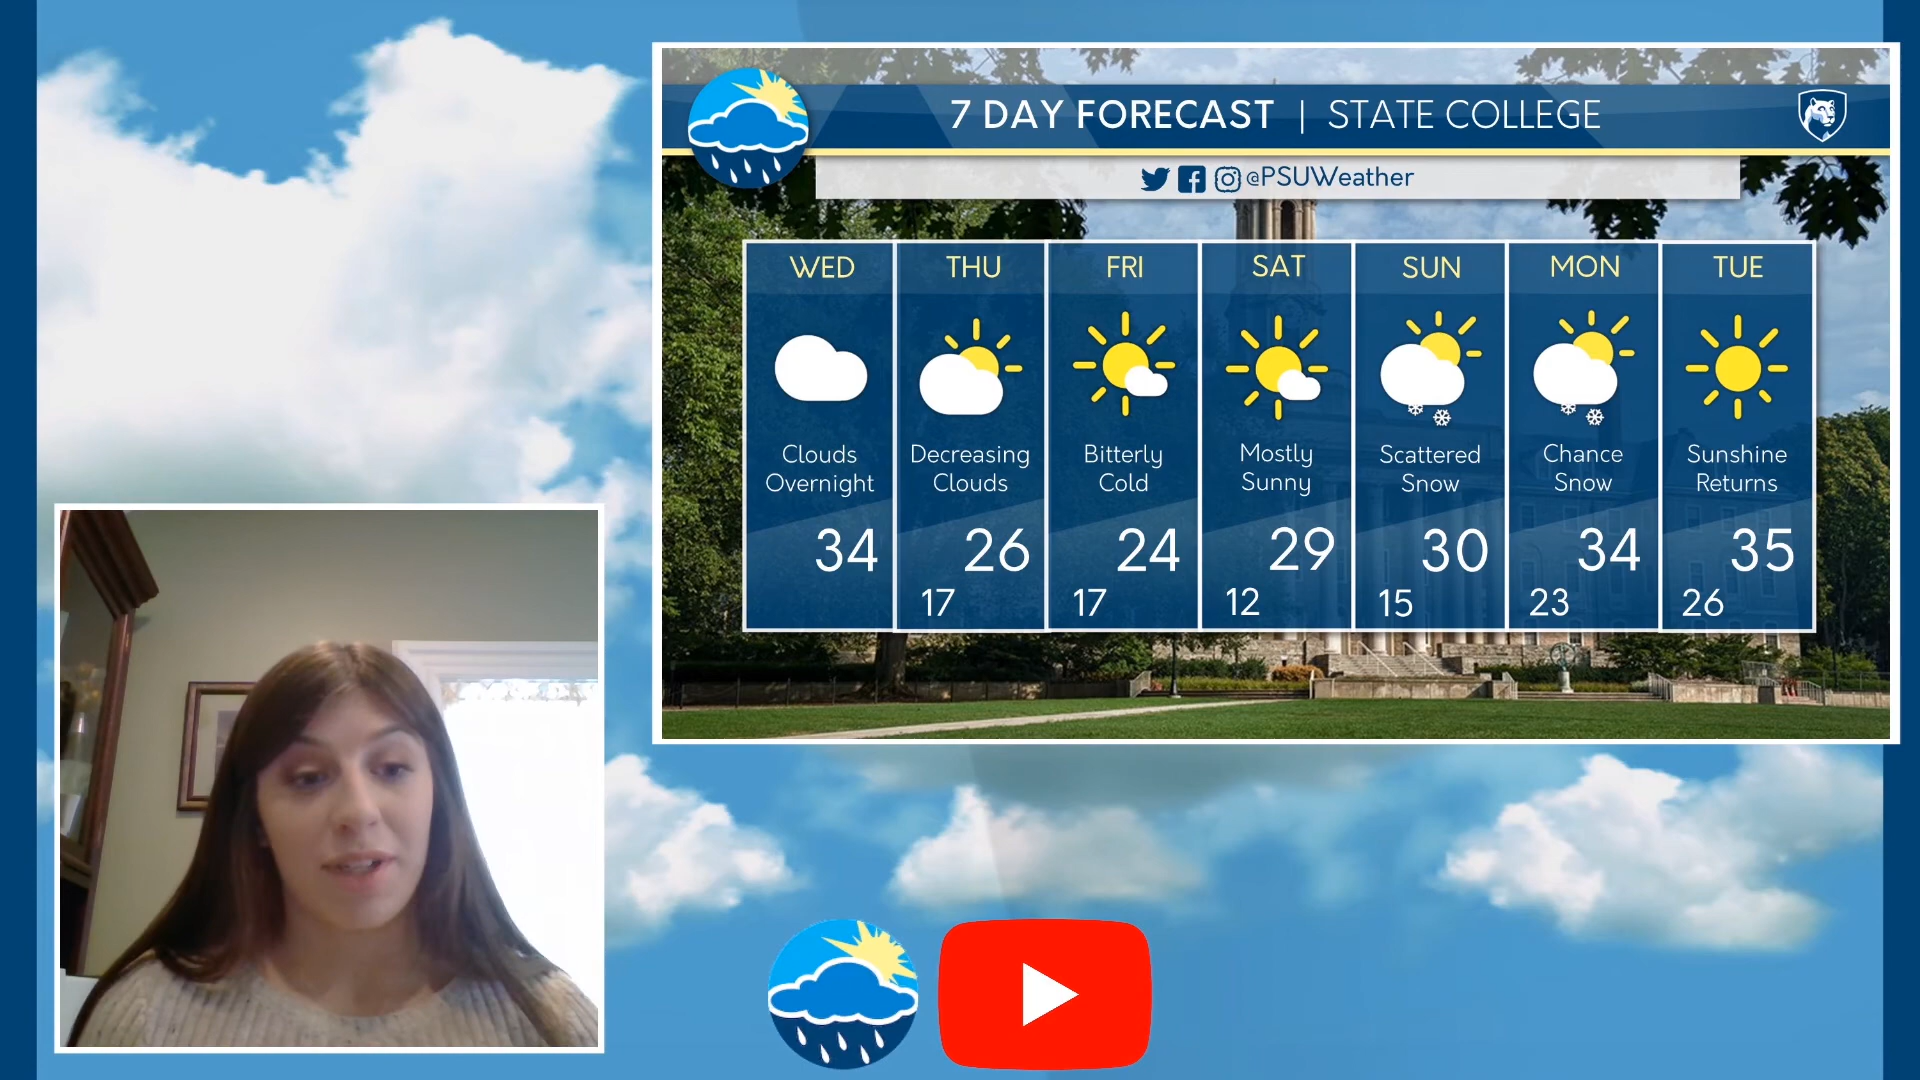 7 DAY FORECAST | STATE COLLEGE
@PSUWeather
WED
Clouds
Overnight
34
THU
Decreasing
Clouds
26
17
FRI
Bitterly
Cold
24
17
SAT
Mostly
Sunny
29
12
SUN
Scattered
Snow
30
15
MON
Chance
Snow
34
23
TUE
Sunshine
Returns
35
26